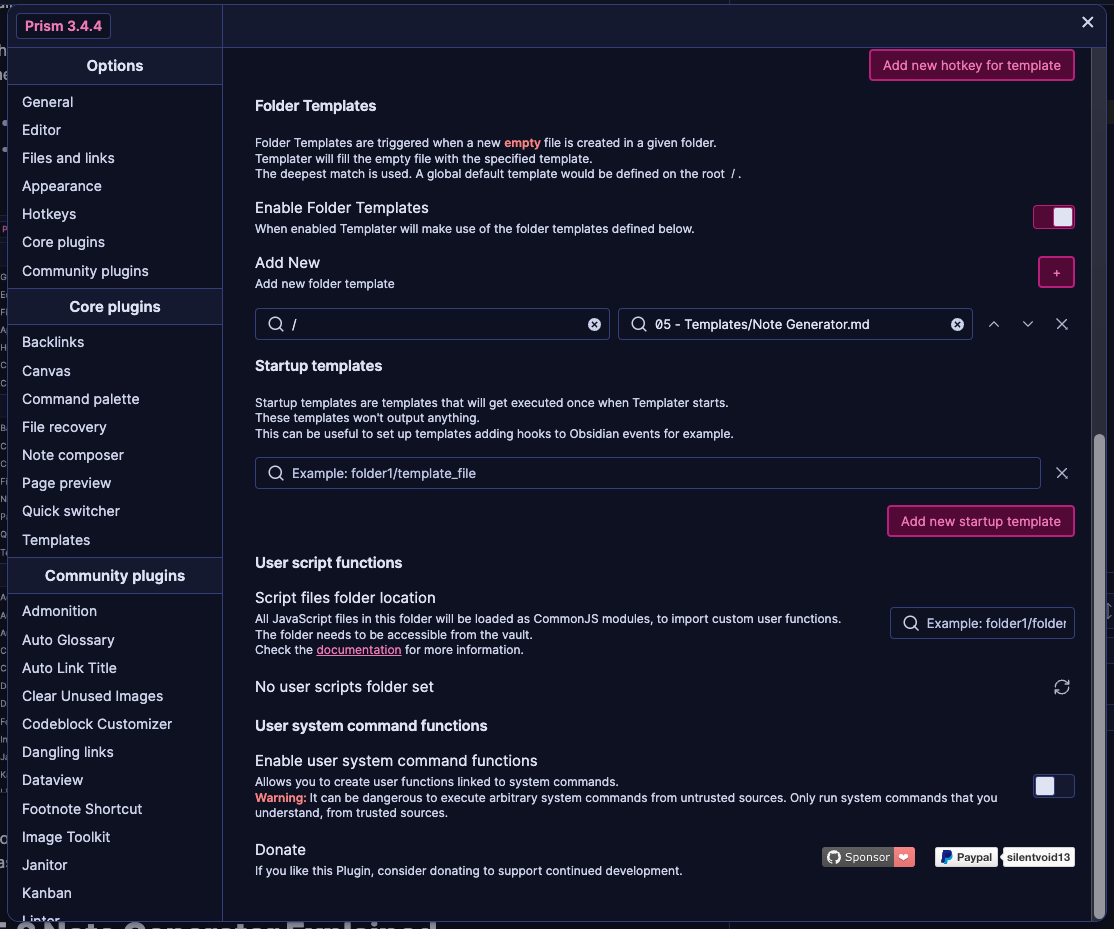 Prism 3.4.4
Options
General
Editor
Files and links
Appearance
Hotkeys
Core plugins
Community plugins
Core plugins
Backlinks
Canvas
Command palette
File recovery
Note composer
Page preview
Quick switcher
Templates
Community plugins
Admonition
Auto Glossary
Auto Link Title
Clear Unused Images
Codeblock Customizer
Dangling links
Dataview
Footnote Shortcut
Image Toolkit
Janitor
Kanban
Linter
Add new hotkey for template
Folder Templates
Folder Templates are triggered when a new empty file is created in a given folder.
Templater will fill the empty file with the specified template.
The deepest match is used. A global default template would be defined on the root / .
Enable Folder Templates
When enabled Templater will make use of the folder templates defined below.
Add New
Add new folder template
+
/
05 - Templates/Note Generator.md
Startup templates
Startup templates are templates that will get executed once when Templater starts.
These templates won't output anything.
This can be useful to set up templates adding hooks to Obsidian events for example.
Example: folder1/template_file
Add new startup template
User script functions
Script files folder location
All JavaScript files in this folder will be loaded as CommonJS modules, to import custom user functions.
The folder needs to be accessible from the vault.
Check the documentation for more information.
Example: folder1/folder
No user scripts folder set
User system command functions
Enable user system command functions
Allows you to create user functions linked to system commands.
Warning: It can be dangerous to execute arbitrary system commands from untrusted sources. Only run system commands that you
understand, from trusted sources.
Donate
If you like this Plugin, consider donating to support continued development.
Sponsor
Paypal
silentvoid13
Note Generator Explained